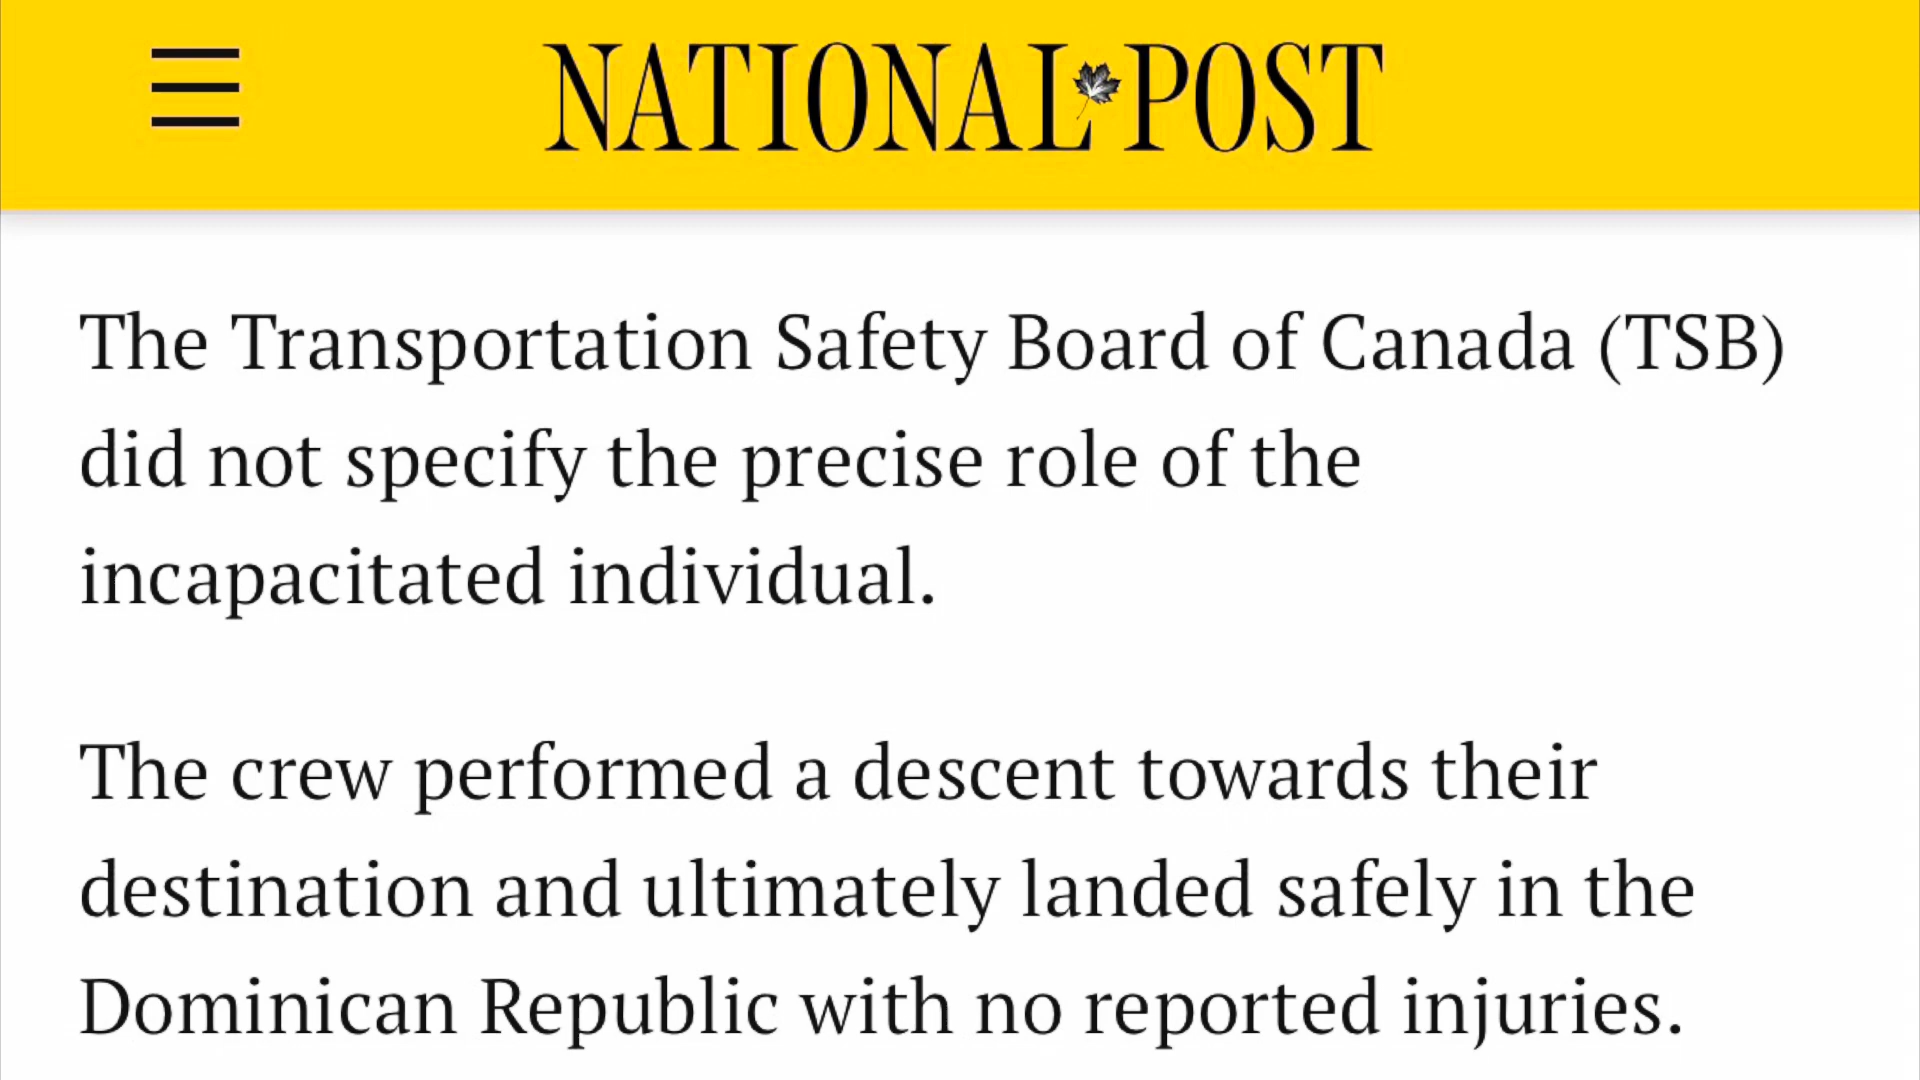 NATIONAL POST
The Transportation Safety Board of Canada (TSB)
did not specify the precise role of the
incapacitated individual.
The crew performed a descent towards their
destination and ultimately landed safely in the
Dominican Republic with no reported injuries.